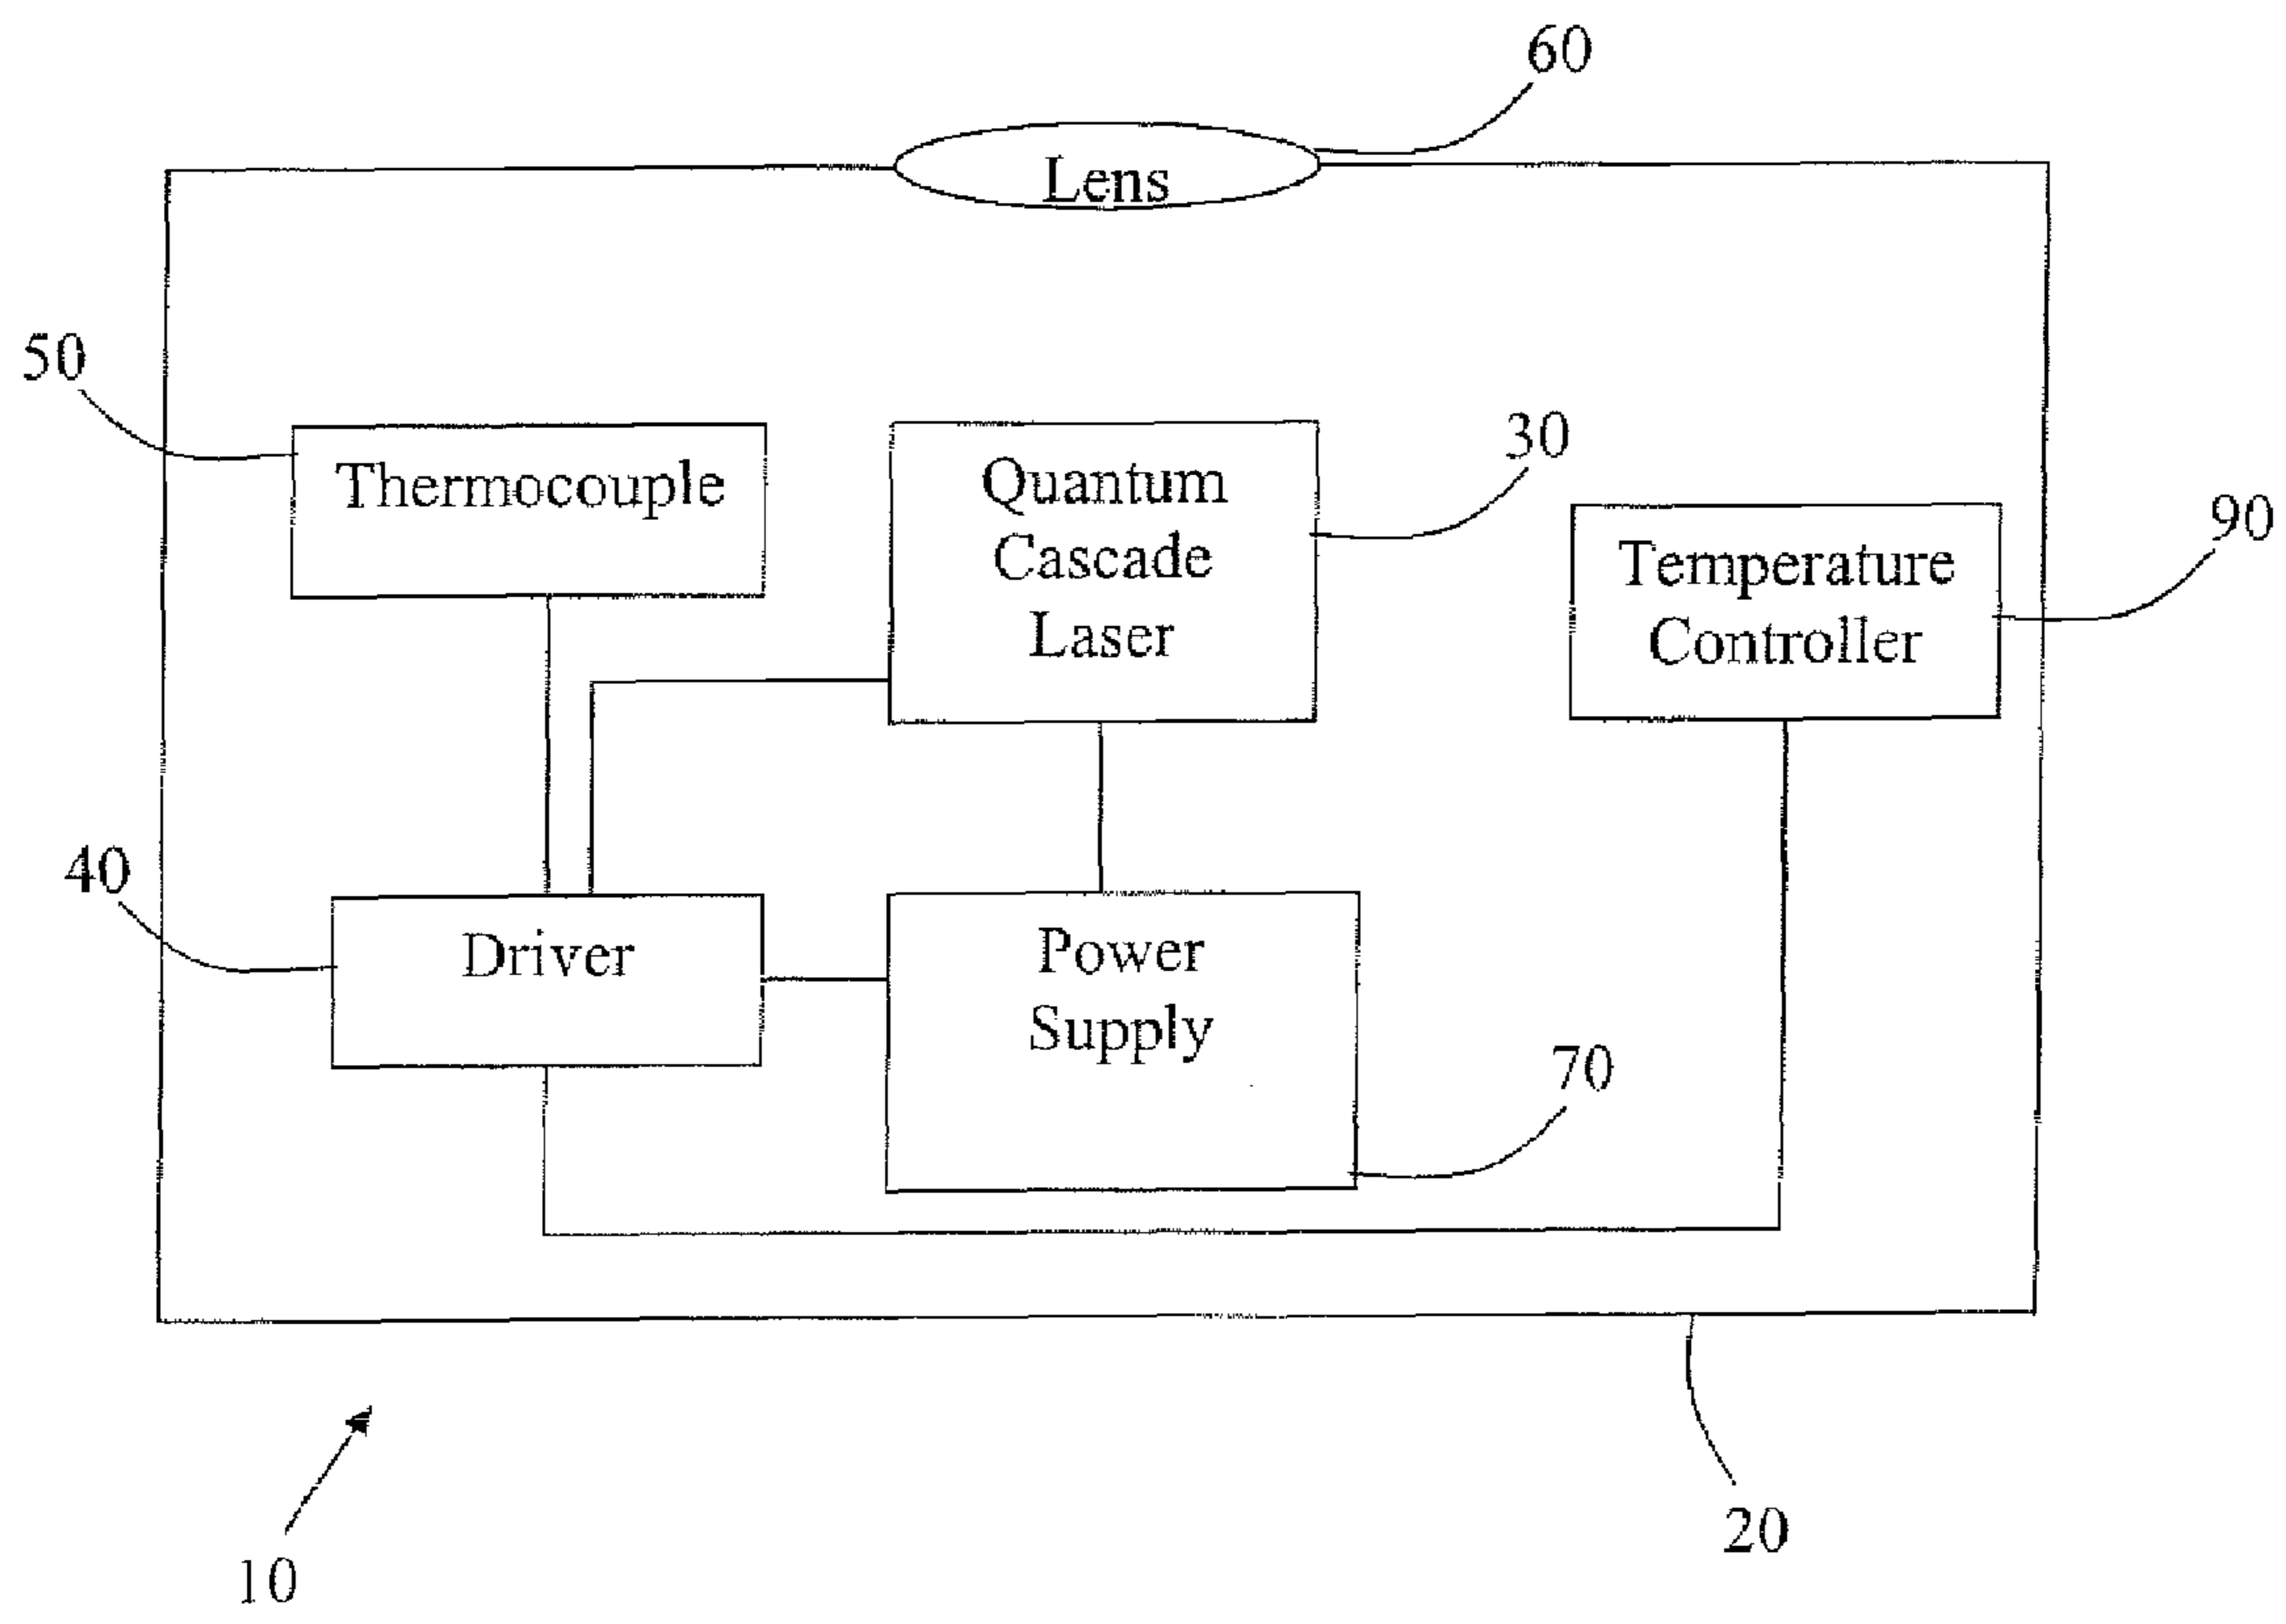 60
Lens
50
Thermocouple
Quantum
Cascade
Laser
30
Temperature
Controller
90
40
Driver
Power
Supply
70
20
10